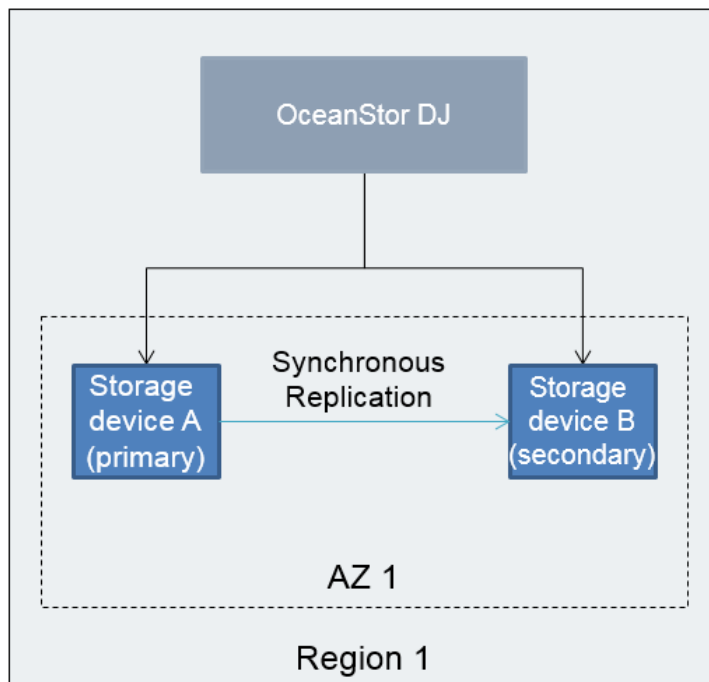 OceanStor DJ
Synchronous
Replication
Storage
device A
(primary)
Storage
device B
(secondary)
AZ 1
Region 1